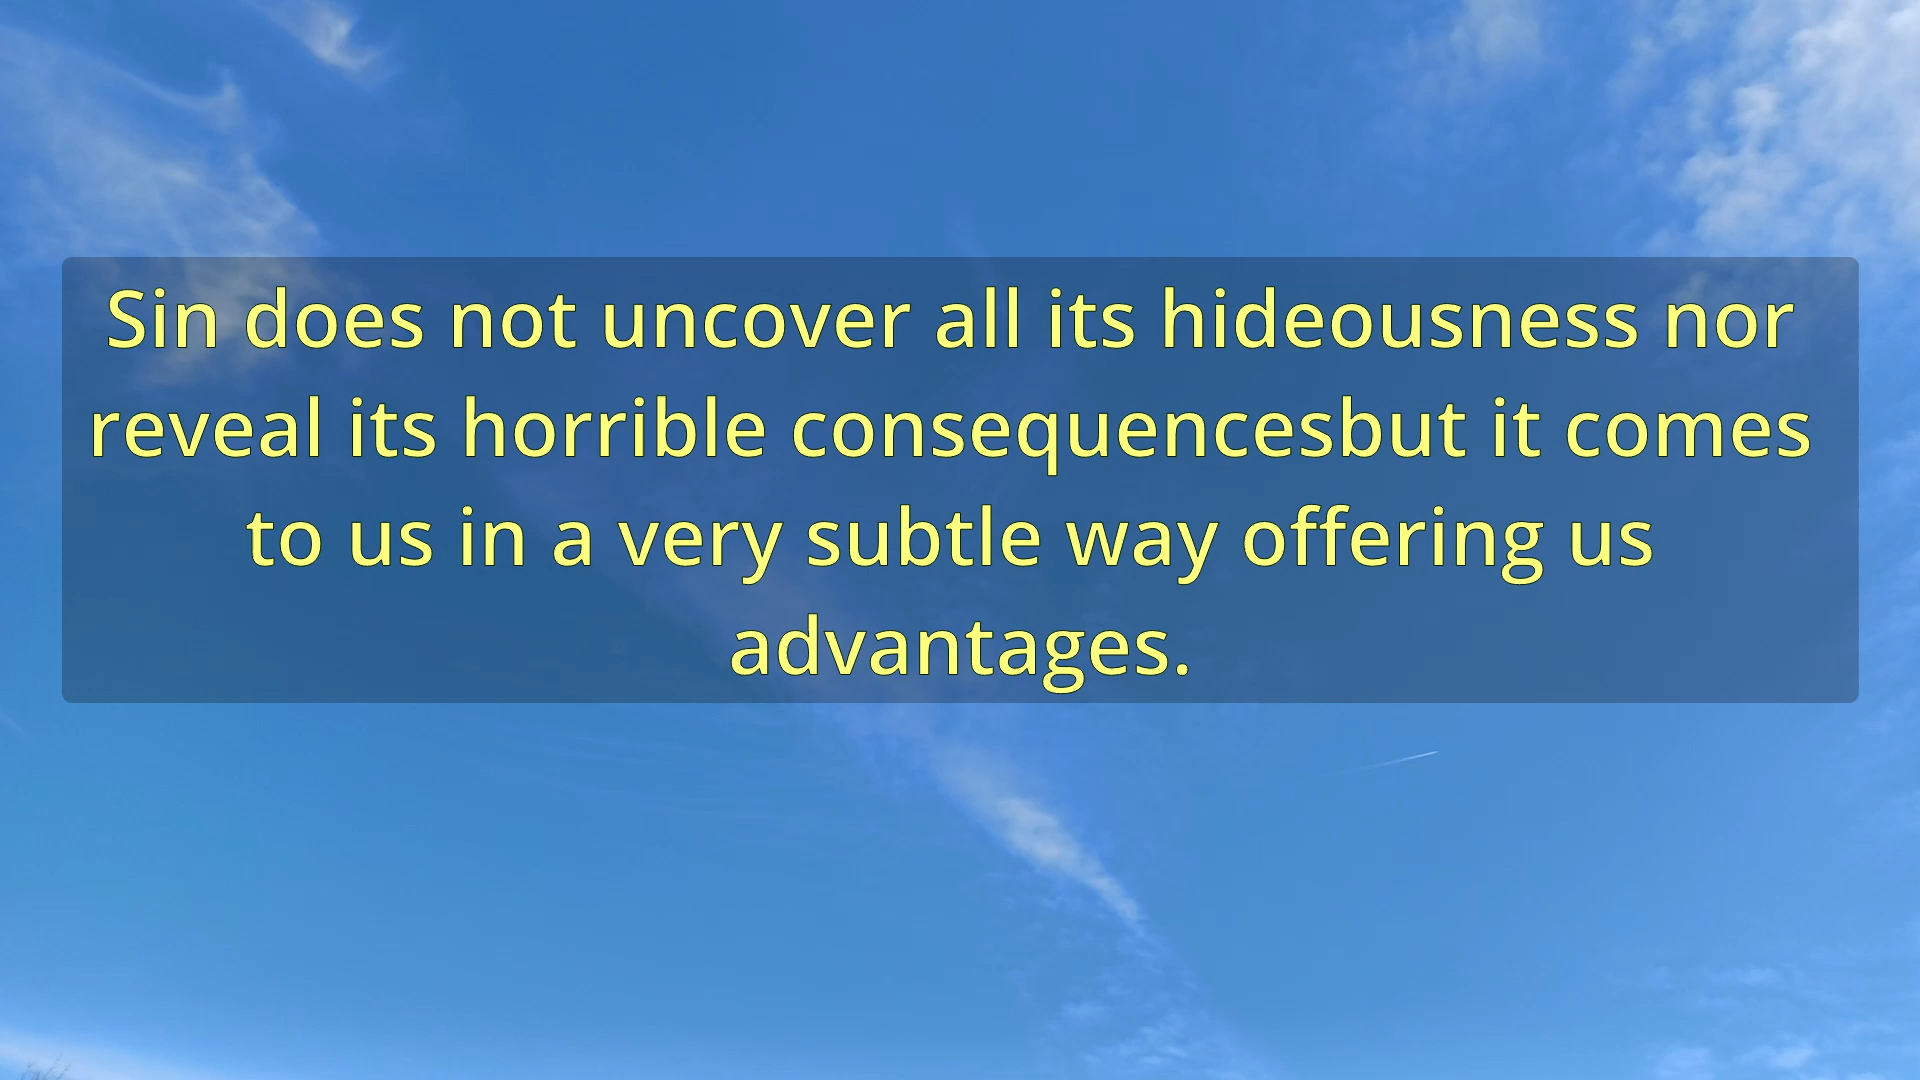 Sin does not uncover all its hideousness nor
reveal its horrible consequencesbut it comes
to us in a very subtle way offering us
advantages.